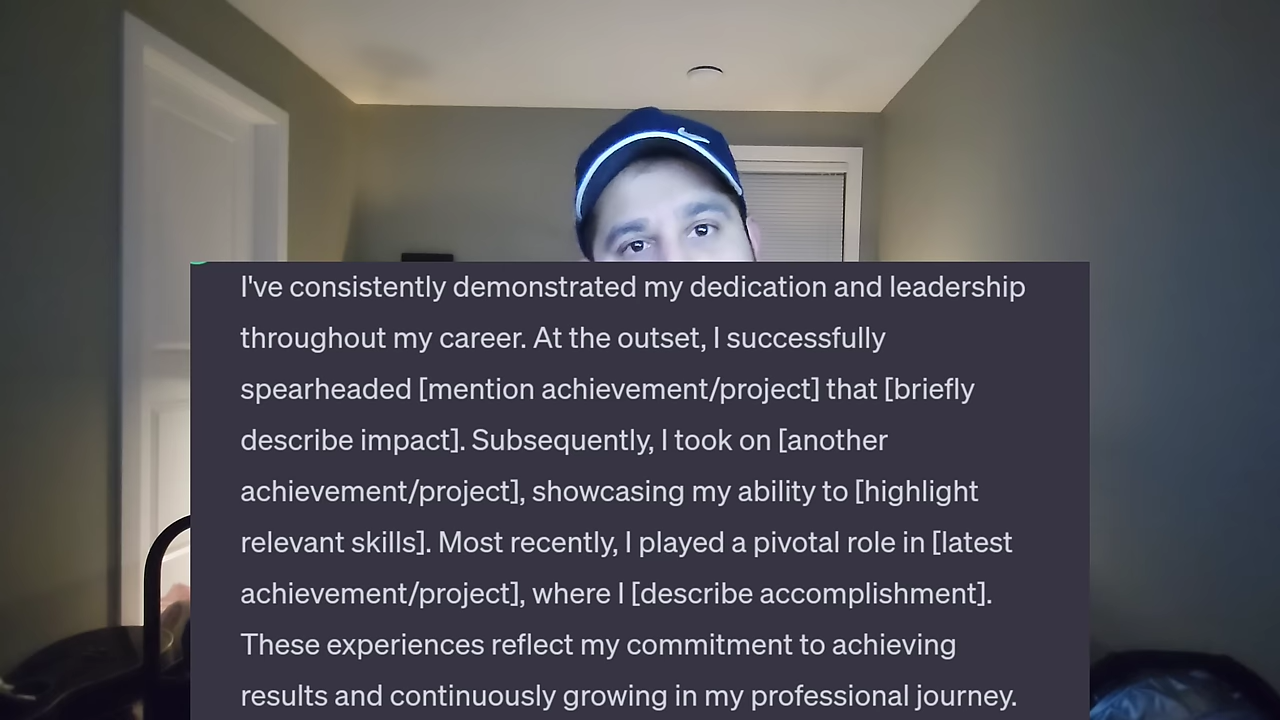 I've consistently demonstrated my dedication and leadership
throughout my career. At the outset, I successfully
spearheaded [mention achievement/project] that [briefly
describe impact]. Subsequently, I took on [another
achievement/project], showcasing my ability to [highlight
relevant skills]. Most recently, I played a pivotal role in [latest
achievement/project], where I [describe accomplishment].
These experiences reflect my commitment to achieving
results and continuously growing in my professional journey.